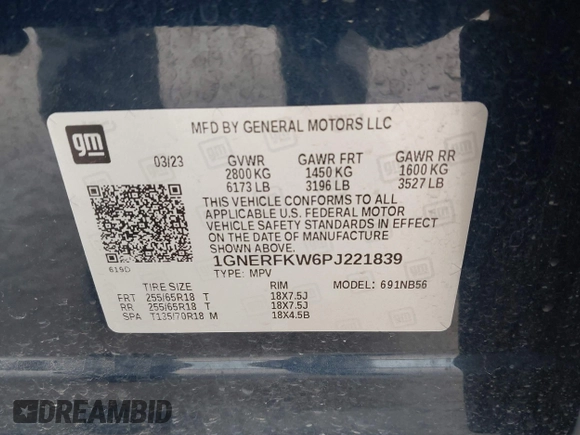 gm
MFD BY GENERAL MOTORS LLC
03/23 GVWR GAWR FRT GAWR RR
2800 KG 1450 KG 1600 KG
6173 LB 3196 LB 3527 LB
THIS VEHICLE CONFORMS TO ALL
APPLICABLE U.S. FEDERAL MOTOR
VEHICLE SAFETY STANDARDS IN EFFECT
ON THE DATE OF MANUFACTURE
SHOWN ABOVE.
1GNERFKW6PJ221839
619D
TYPE: MPV
TIRE SIZE RIM MODEL: 691NB56
FRT 255/65R18 T 18X7.5J
RR 255/65R18 T 18X7.5J
SPA T135/70R18 M 18X4.5B
DREAMBID